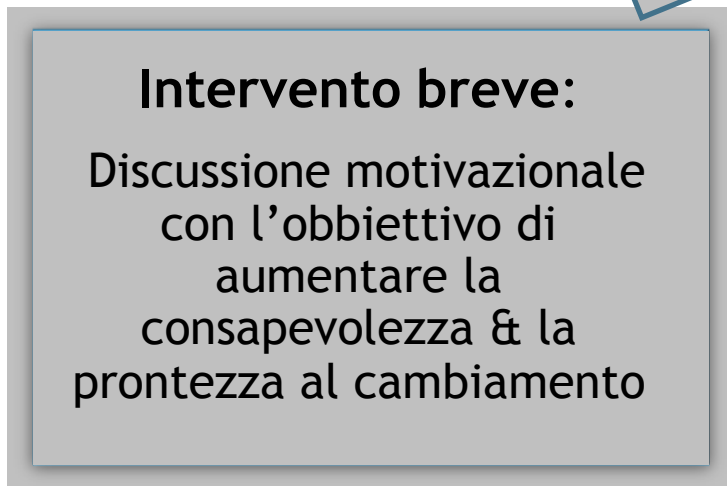 Intervento breve:
Discussione motivazionale
con l’obbiettivo di
aumentare la
consapevolezza & la
prontezza al cambiamento